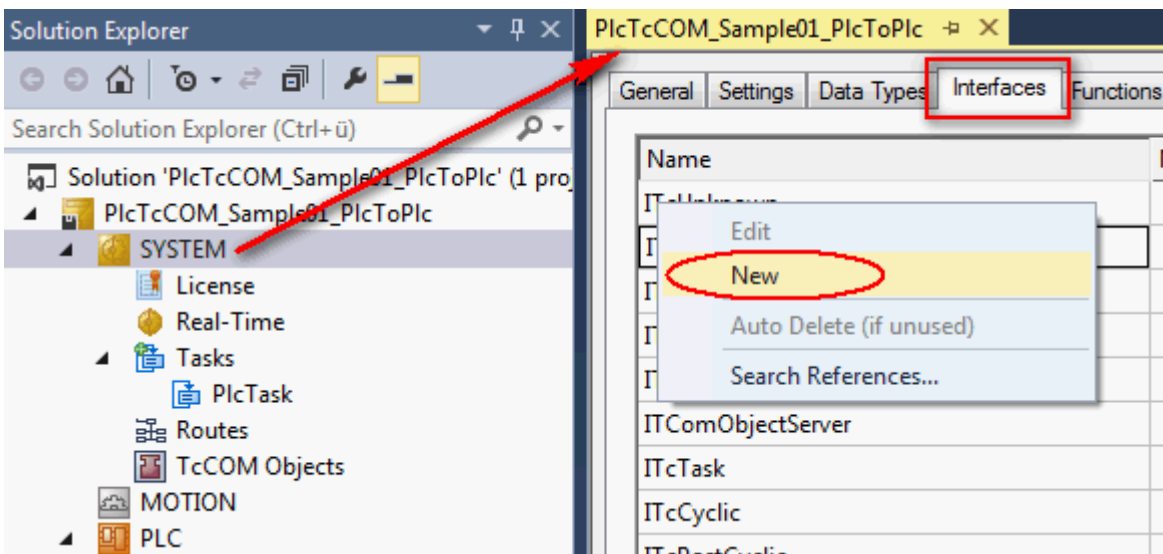 Solution Explorer
Search Solution Explorer (Ctrl+ü)
Solution 'PlcTcCOM_Sample01_PlcToPlc' (1 proj
PlcTcCOM_Sample01_PlcToPlc
SYSTEM
License
Real-Time
Tasks
PlcTask
Routes
TcCOM Objects
MOTION
PLC
PlcTcCOM_Sample01_PlcToPlc
General Settings Data Types Interfaces Functions
Name
ITcUnknown
Edit
New
Auto Delete (if unused)
Search References...
ITComObjectServer
ITcTask
ITcCyclic
ITcPostCyclic